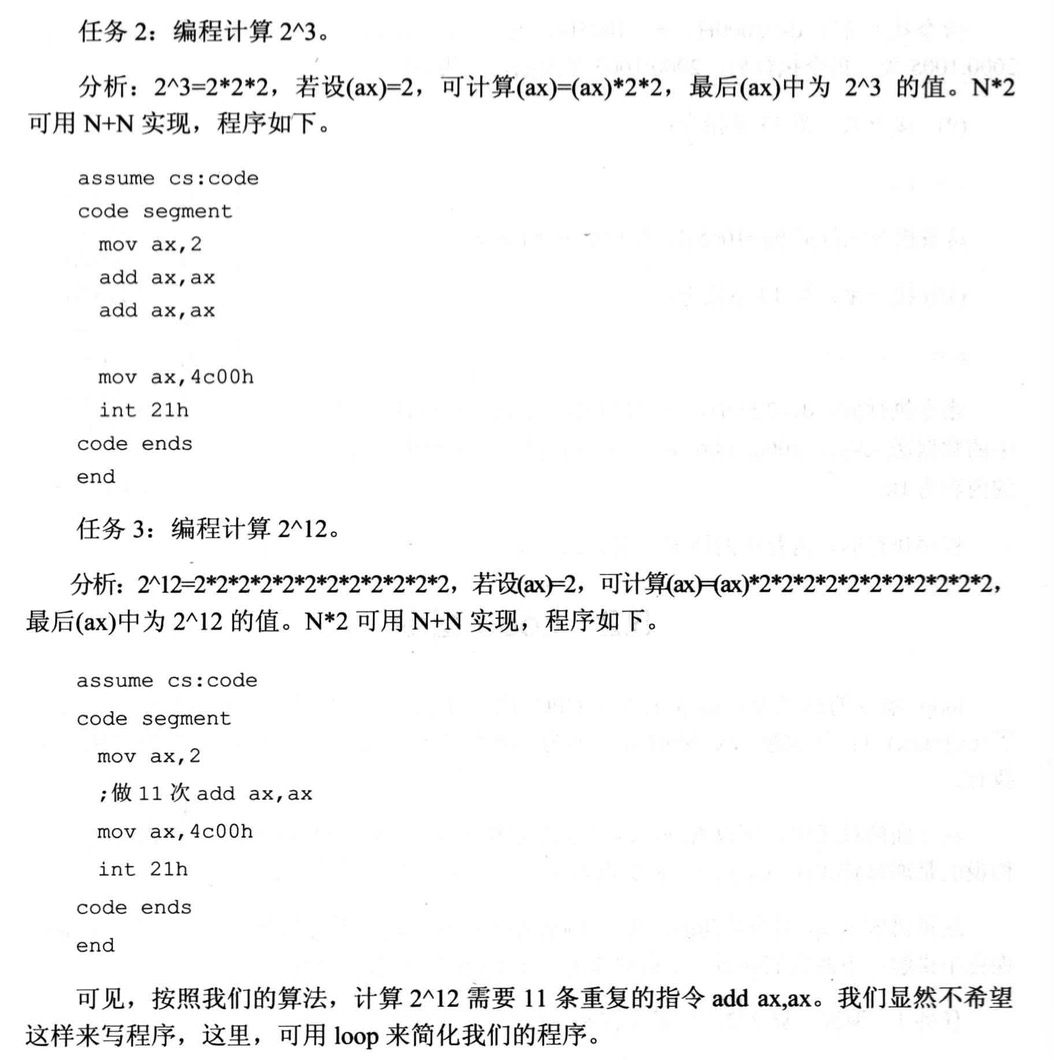 任务 2：编程计算 2^3。
分析：2^3=2*2*2，若设(ax)=2，可计算(ax)=(ax)*2*2，最后(ax)中为 2^3 的值。N*2
可用 N+N 实现，程序如下。
assume cs:code
code segment
mov ax,2
add ax,ax
add ax,ax
mov ax,4c00h
int 21h
code ends
end
任务 3：编程计算 2^12。
分析：2^12=2*2*2*2*2*2*2*2*2*2*2*2，若设(ax)=2，可计算(ax)=(ax)*2*2*2*2*2*2*2*2*2*2*2，
最后(ax)中为 2^12 的值。N*2 可用 N+N 实现，程序如下。
assume cs:code
code segment
mov ax,2
;做 11 次 add ax,ax
mov ax,4c00h
int 21h
code ends
end
可见，按照我们的算法，计算 2^12 需要 11 条重复的指令 add ax,ax。我们显然不希望
这样来写程序，这里，可用 loop 来简化我们的程序。